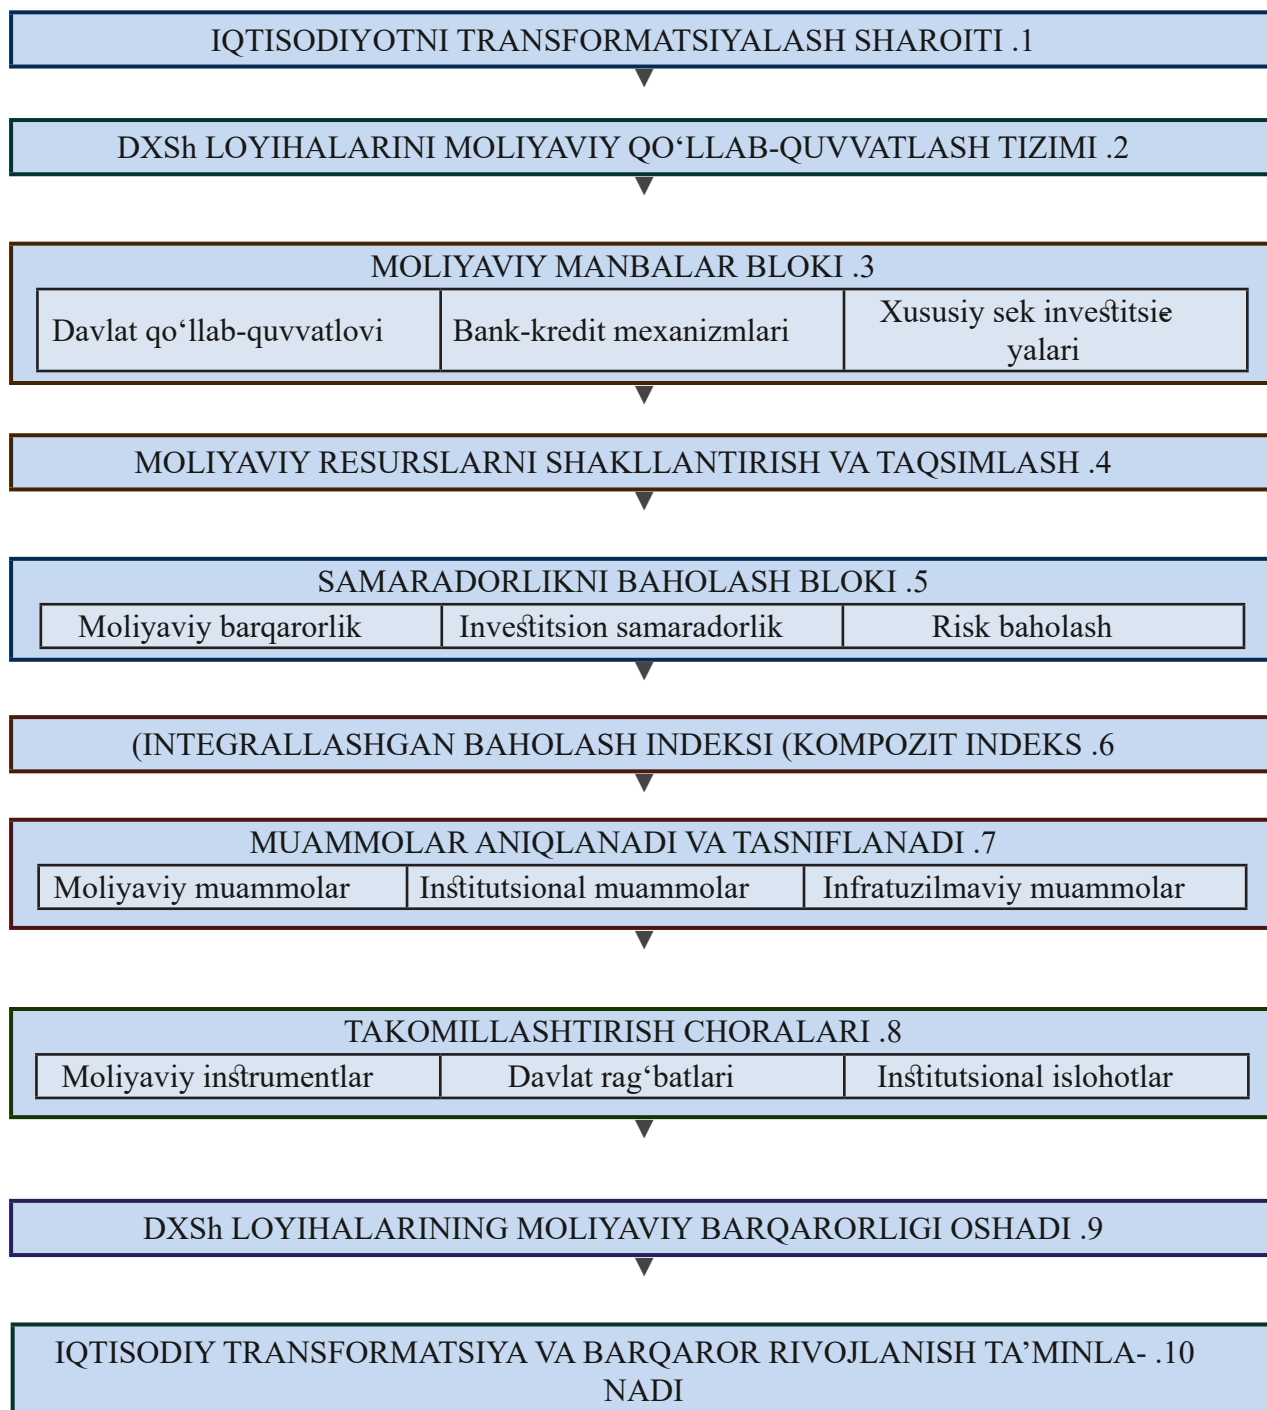 IQTISODIYOTNI TRANSFORMATSIYALASH SHAROITI .1
DXSh LOYIHALARINI MOLIYAVIY QO‘LLAB-QUVVATLASH TIZIMI .2
MOLIYAVIY MANBALAR BLOKI .3
Davlat qo‘llab-quvvatlovi
Bank-kredit mexanizmlari
Xususiy sek investitsie
yalari
MOLIYAVIY RESURSLARNI SHAKLLANTIRISH VA TAQSIMLASH .4
SAMARADORLIKNI BAHOLASH BLOKI .5
Moliyaviy barqarorlik
Investitsion samaradorlik
Risk baholash
(INTEGRALLASHGAN BAHOLASH INDEKSI (KOMPOZIT INDEKS .6
MUAMMOLAR ANIQLANADI VA TASNIFLANADI .7
Moliyaviy muammolar
Institutsional muammolar
Infratuzilmaviy muammolar
TAKOMILLASHTIRISH CHORALARI .8
Moliyaviy instrumentlar
Davlat rag‘batlari
Institutsional islohotlar
DXSh LOYIHALARINING MOLIYAVIY BARQARORLIGI OSHADI .9
IQTISODIY TRANSFORMATSIYA VA BARQAROR RIVOJLANISH TA’MINLA- .10
NADI